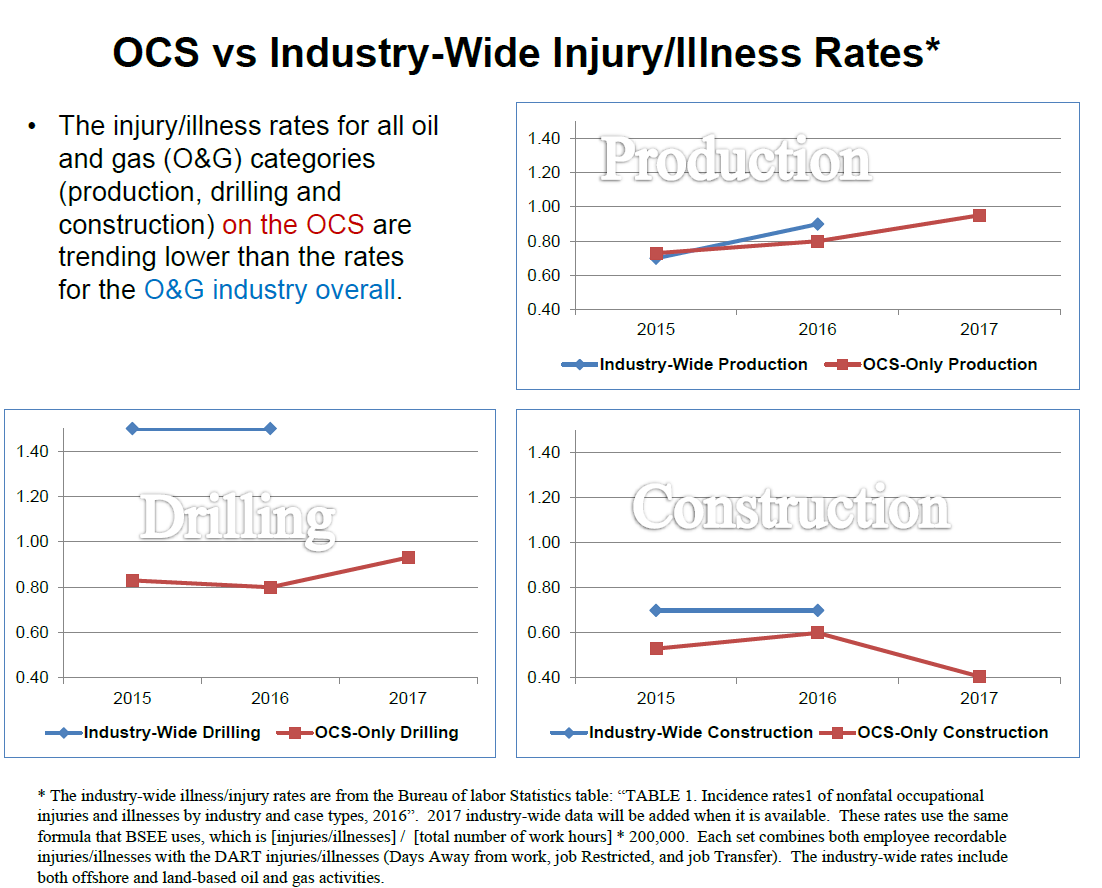 OCS vs Industry-Wide Injury/Illness Rates*
• The injury/illness rates for all oil
and gas (O&G) categories
(production, drilling and
construction) on the OCS are
trending lower than the rates
for the O&G industry overall.
Production
1.40
1.20
1.00
0.80
0.60
0.40
2015 2016 2017
Industry-Wide Production OCS-Only Production
Drilling
1.40
1.20
1.00
0.80
0.60
0.40
2015 2016 2017
Industry-Wide Drilling OCS-Only Drilling
Construction
1.40
1.20
1.00
0.80
0.60
0.40
2015 2016 2017
Industry-Wide Construction OCS-Only Construction
* The industry-wide illness/injury rates are from the Bureau of labor Statistics table: “TABLE 1. Incidence rates1 of nonfatal occupational
injuries and illnesses by industry and case types, 2016”. 2017 industry-wide data will be added when it is available. These rates use the same
formula that BSEE uses, which is [injuries/illnesses] / [total number of work hours] * 200,000. Each set combines both employee recordable
injuries/illnesses with the DART injuries/illnesses (Days Away from work, job Restricted, and job Transfer). The industry-wide rates include
both offshore and land-based oil and gas activities.